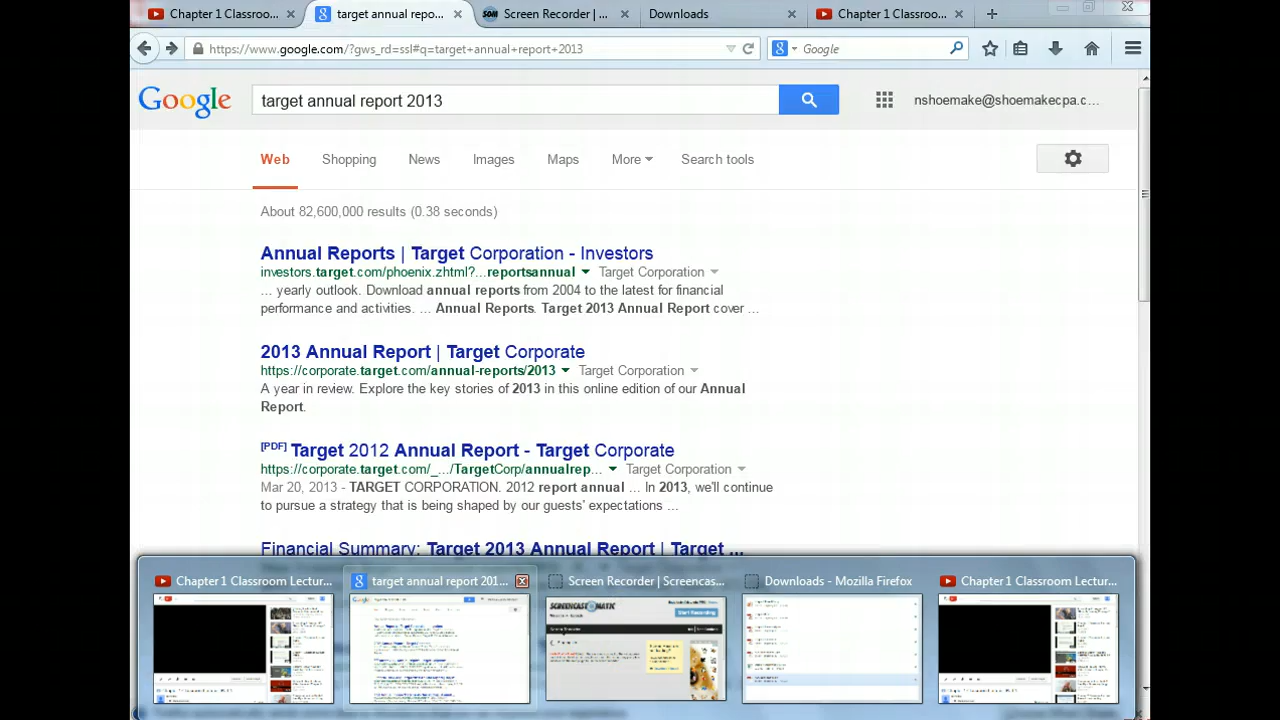 Chapter 1 Classroo...
target annual repo...
SOM Screen Recorder | ...
Downloads
Chapter 1 Classroo...
https://www.google.com/?gws_rd=ssl#q=target+annual+report+2013
Google
Google
target annual report 2013
nshoemake@shoemakecpa.c...
Web
Shopping
News
Images
Maps
More
Search tools
About 82,600,000 results (0.38 seconds)
Annual Reports | Target Corporation - Investors
investors.target.com/phoenix.zhtml?...reportsannual Target Corporation
... yearly outlook. Download annual reports from 2004 to the latest for financial
performance and activities. ... Annual Reports. Target 2013 Annual Report cover ...
2013 Annual Report | Target Corporate
https://corporate.target.com/annual-reports/2013 Target Corporation
A year in review. Explore the key stories of 2013 in this online edition of our Annual
Report.
[PDF] Target 2012 Annual Report - Target Corporate
https://corporate.target.com/_.../TargetCorp/annualrep... Target Corporation
Mar 20, 2013 - TARGET CORPORATION. 2012 report annual ... In 2013, we'll continue
to pursue a strategy that is being shaped by our guests' expectations ...
Financial Summary: Target 2013 Annual Report | Target ...
Chapter 1 Classroom Lectur...
target annual report 201...
Screen Recorder | Screencas...
Downloads - Mozilla Firefox
Chapter 1 Classroom Lectur...